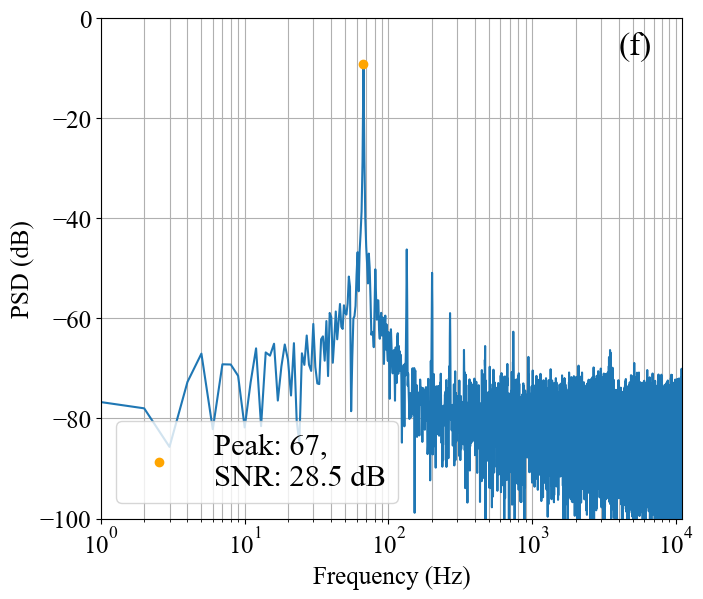 (f)
0
−20
−40
−60
−80
−100
PSD (dB)
Peak: 67,
SNR: 28.5 dB
10⁰
10¹
10²
10³
10⁴
Frequency (Hz)